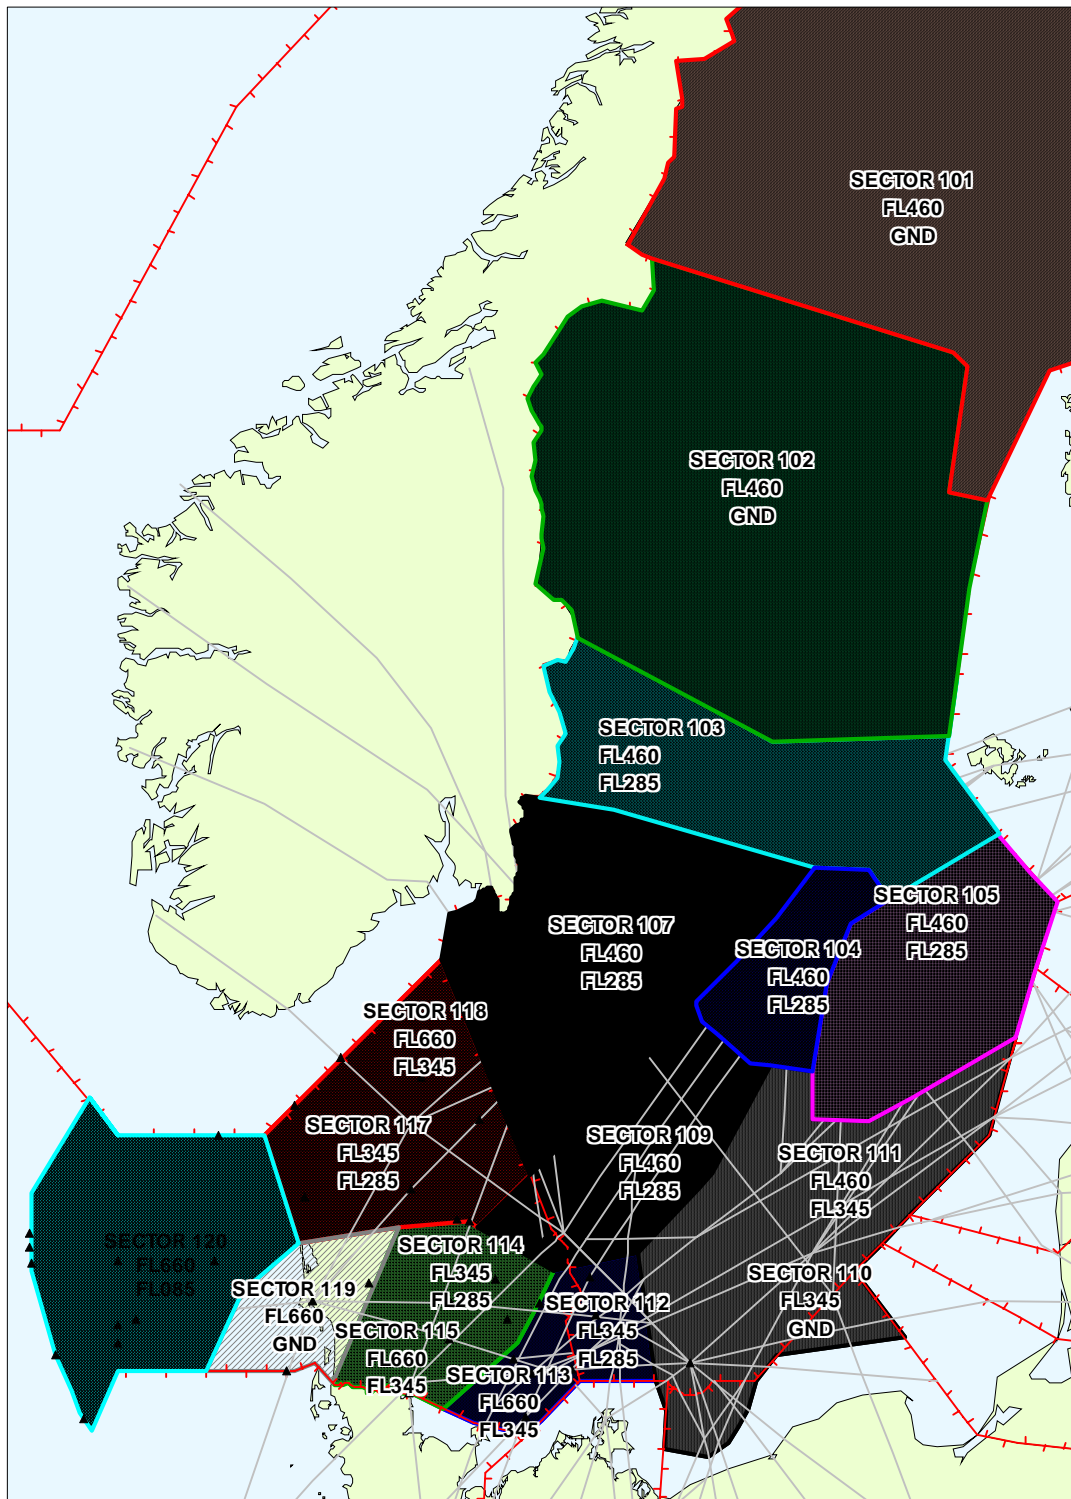 SECTOR 101
FL460
GND
SECTOR 102
FL460
GND
SECTOR 103
FL460
FL285
SECTOR 105
FL460
FL285
SECTOR 107
FL460
FL285
SECTOR 104
FL460
FL285
SECTOR 118
FL660
FL345
SECTOR 117
FL345
FL285
SECTOR 109
FL460
FL285
SECTOR 111
FL460
FL345
SECTOR 120
FL660
FL085
SECTOR 114
FL345
FL285
SECTOR 110
FL345
GND
SECTOR 119
FL660
GND
SECTOR 112
FL345
FL285
SECTOR 115
FL660
FL345
SECTOR 113
FL660
FL345